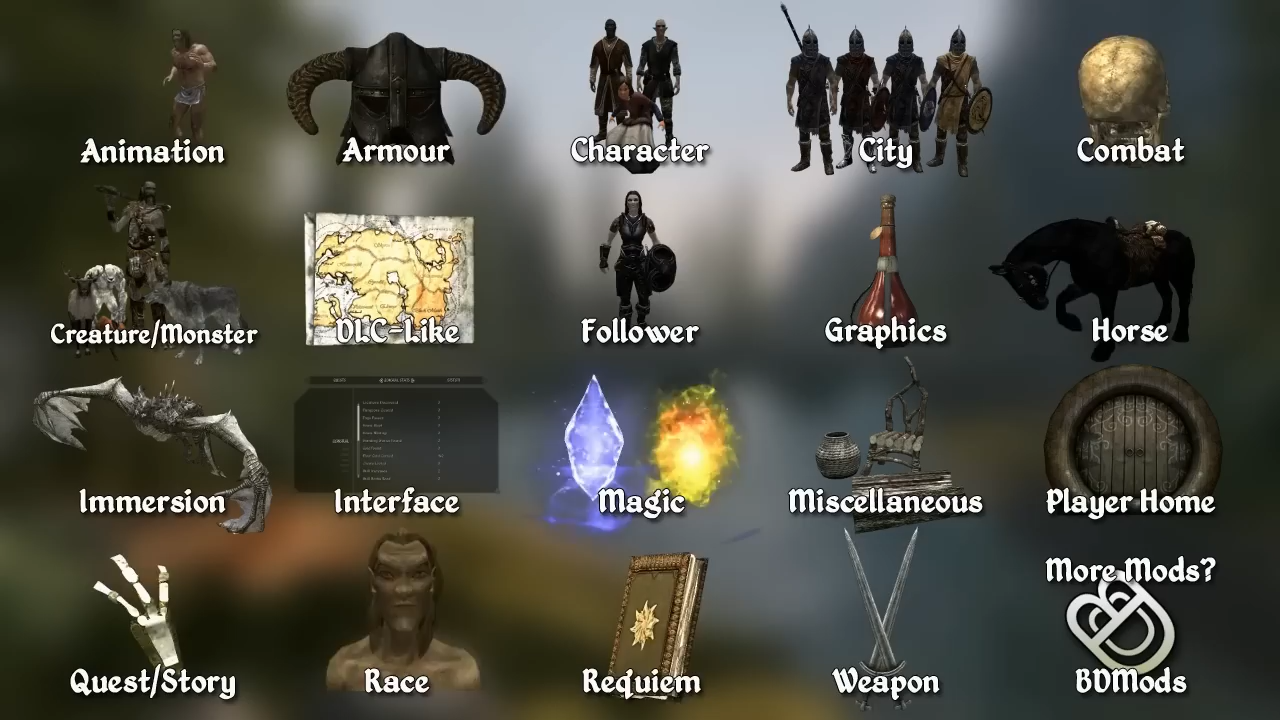 Animation
Armour
Character
City
Combat
Creature/Monster
DLC-Like
Follower
Graphics
Horse
Immersion
Interface
Magic
Miscellaneous
Player Home
Quest/Story
Race
Requiem
Weapon
More Mods?
BDMods